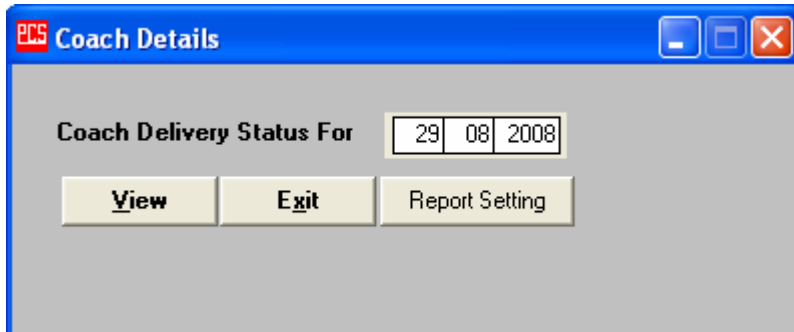 PCS Coach Details
Coach Delivery Status For 29 08 2008
View Exit Report Setting